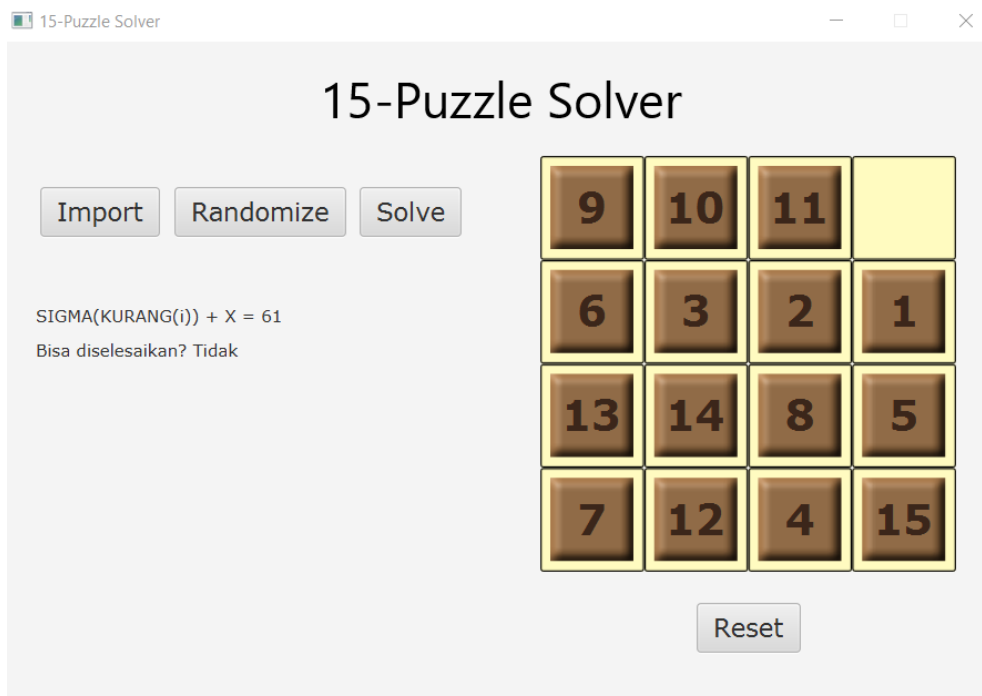 15-Puzzle Solver
15-Puzzle Solver
Import Randomize Solve
SIGMA(KURANG(i)) + X = 61
Bisa diselesaikan? Tidak
9 10 11
6 3 2 1
13 14 8 5
7 12 4 15
Reset